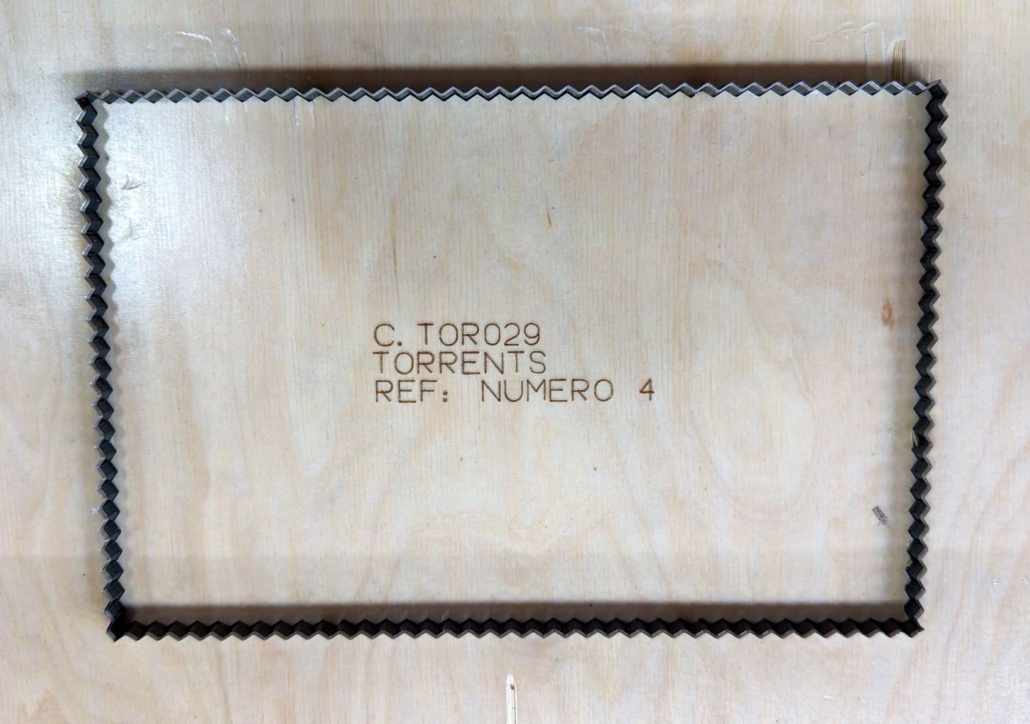 C. TOR029
TORRENTS
REF: NUMERO 4